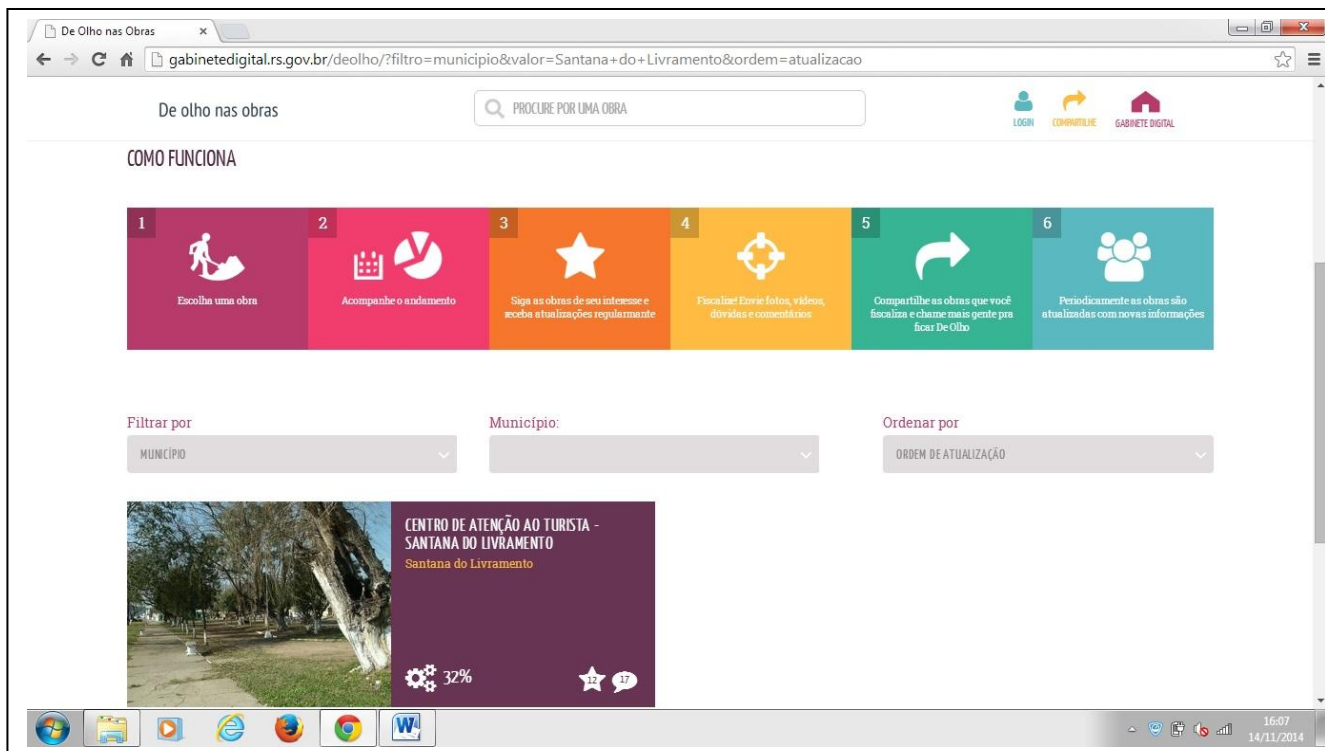 De Olho nas Obras
gabinetedigital.rs.gov.br/deolho/?filtro=municipio&valor=Santana+do+Livramento&ordem=atualizacao
De olho nas obras
PROCURE POR UMA OBRA
LOGIN
COMPARTILHE
GABINETE DIGITAL
COMO FUNCIONA
1
Escolha uma obra
2
Acompanhe o andamento
3
Siga as obras de seu interesse e
receba atualizações regularmante
4
Fiscalize! Envie fotos, vídeos,
dúvidas e comentários
5
Compartilhe as obras que você
fiscaliza e chame mais gente pra
ficar De Olho
6
Periodicamente as obras são
atualizadas com novas informações
Filtrar por
MUNICÍPIO
Município:
Ordenar por
ORDEM DE ATUALIZAÇÃO
CENTRO DE ATENÇÃO AO TURISTA -
SANTANA DO LIVRAMENTO
Santana do Livramento
32%
12
17
16:07
14/11/2014